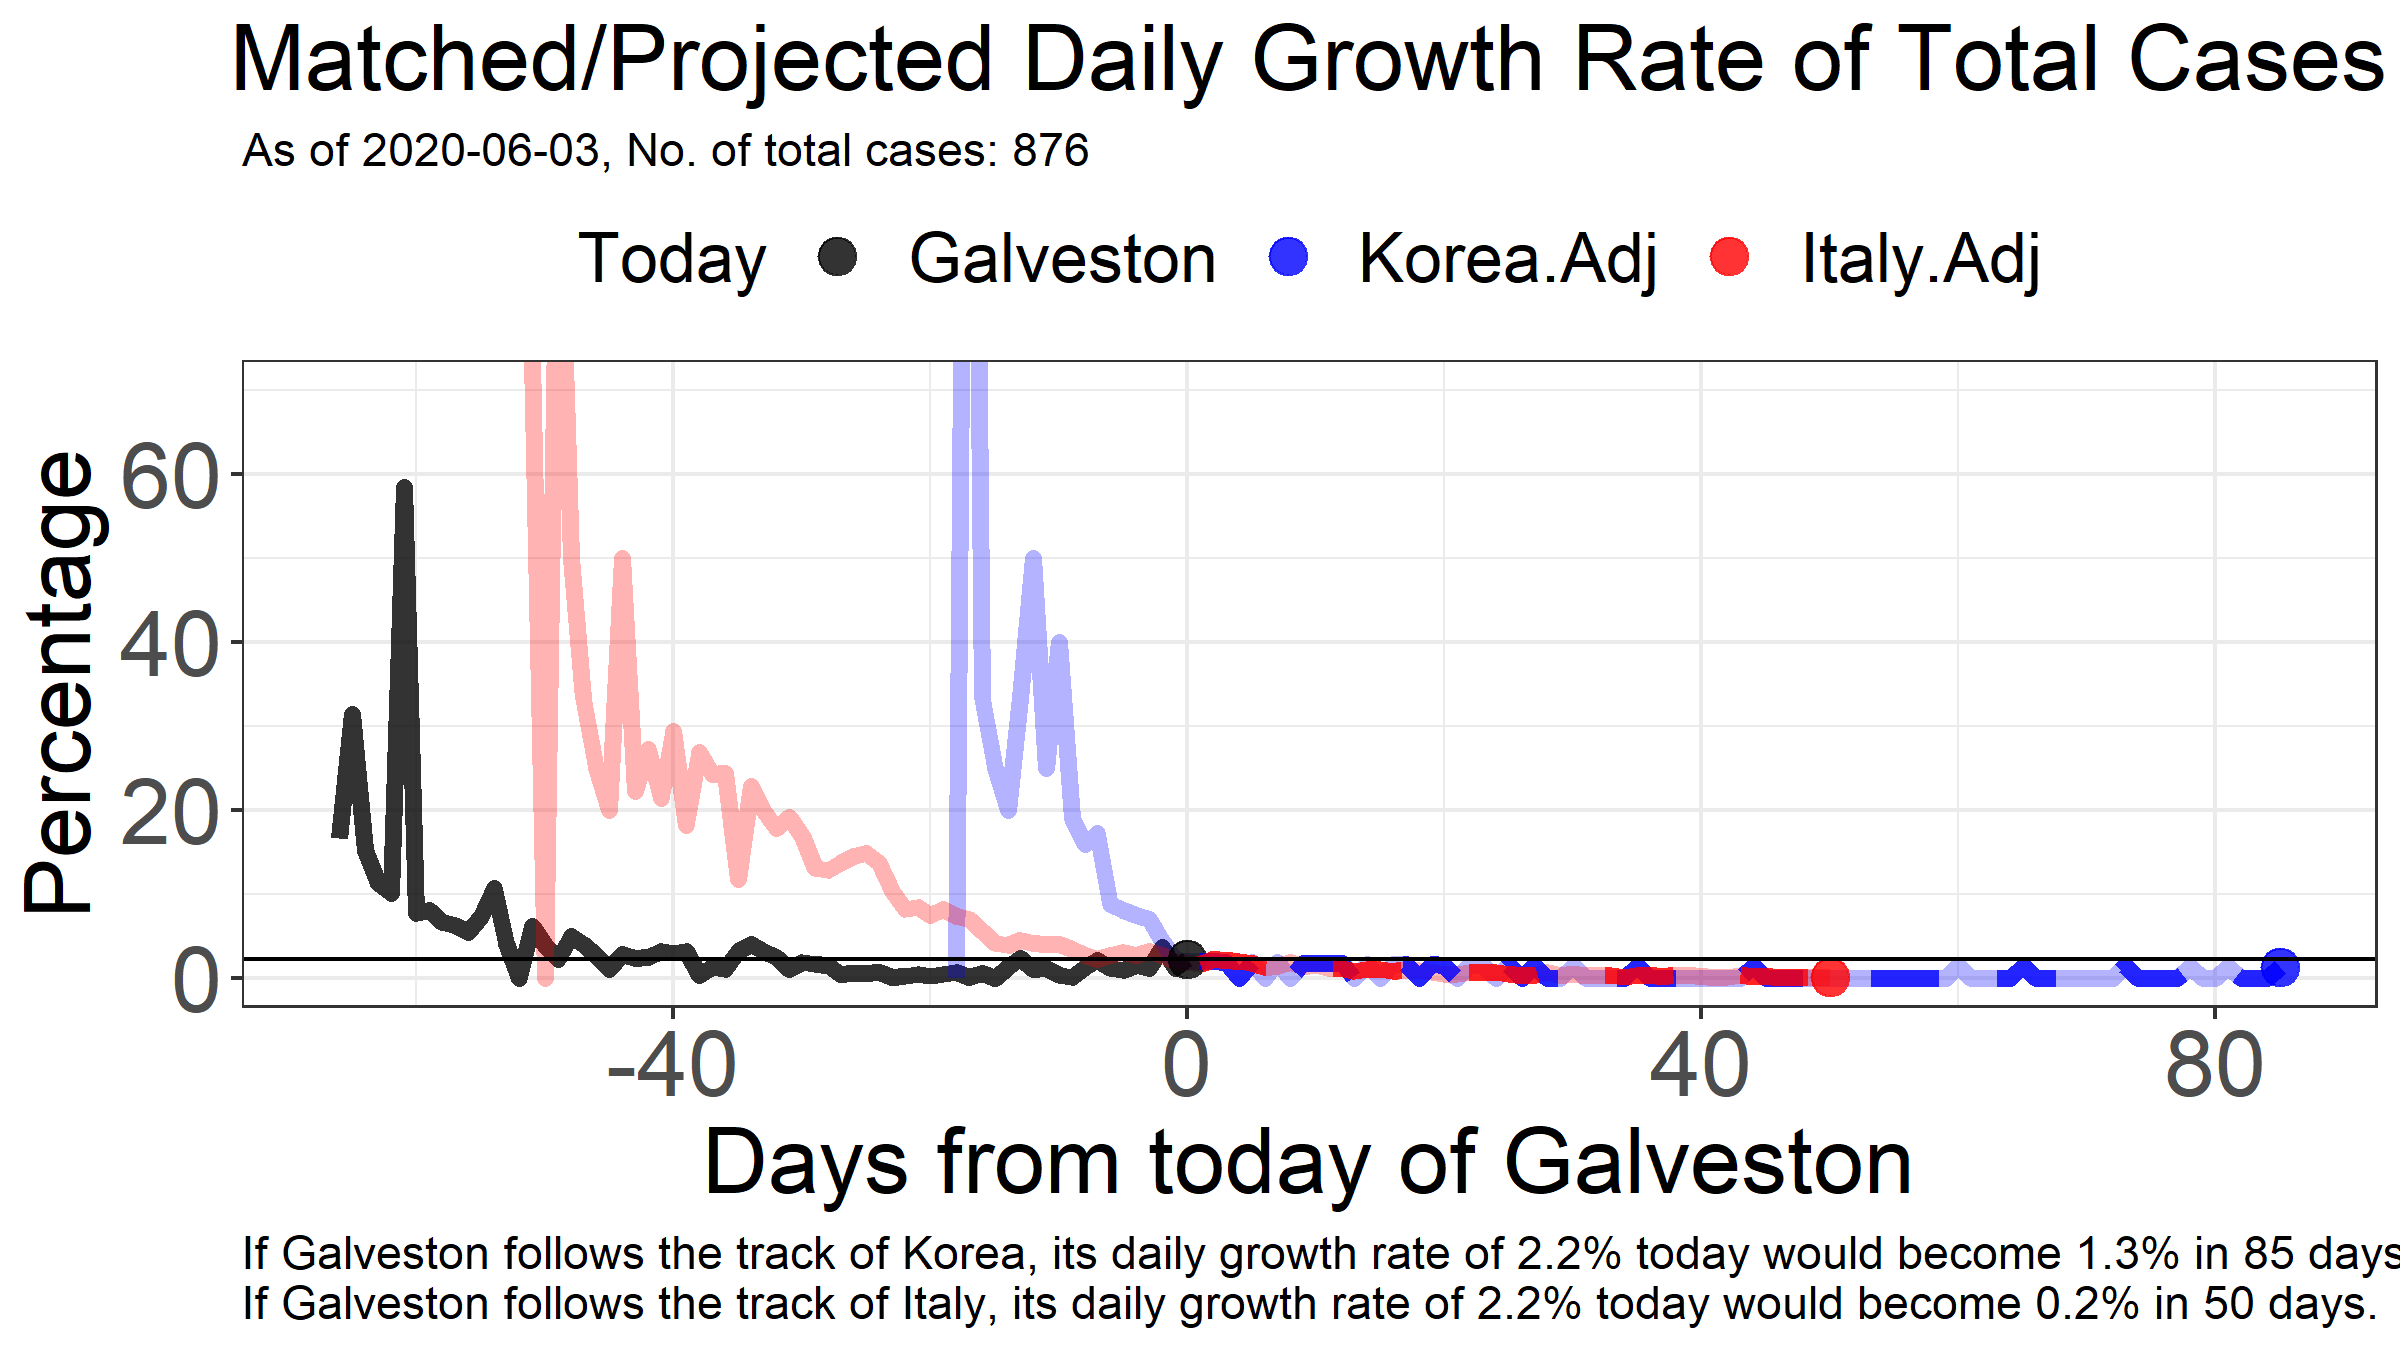 Matched/Projected Daily Growth Rate of Total Cases
As of 2020-06-03, No. of total cases: 876
Today Galveston Korea.Adj Italy.Adj
Percentage
60
40
20
0
-40 0 40 80
Days from today of Galveston
If Galveston follows the track of Korea, its daily growth rate of 2.2% today would become 1.3% in 85 days
If Galveston follows the track of Italy, its daily growth rate of 2.2% today would become 0.2% in 50 days.